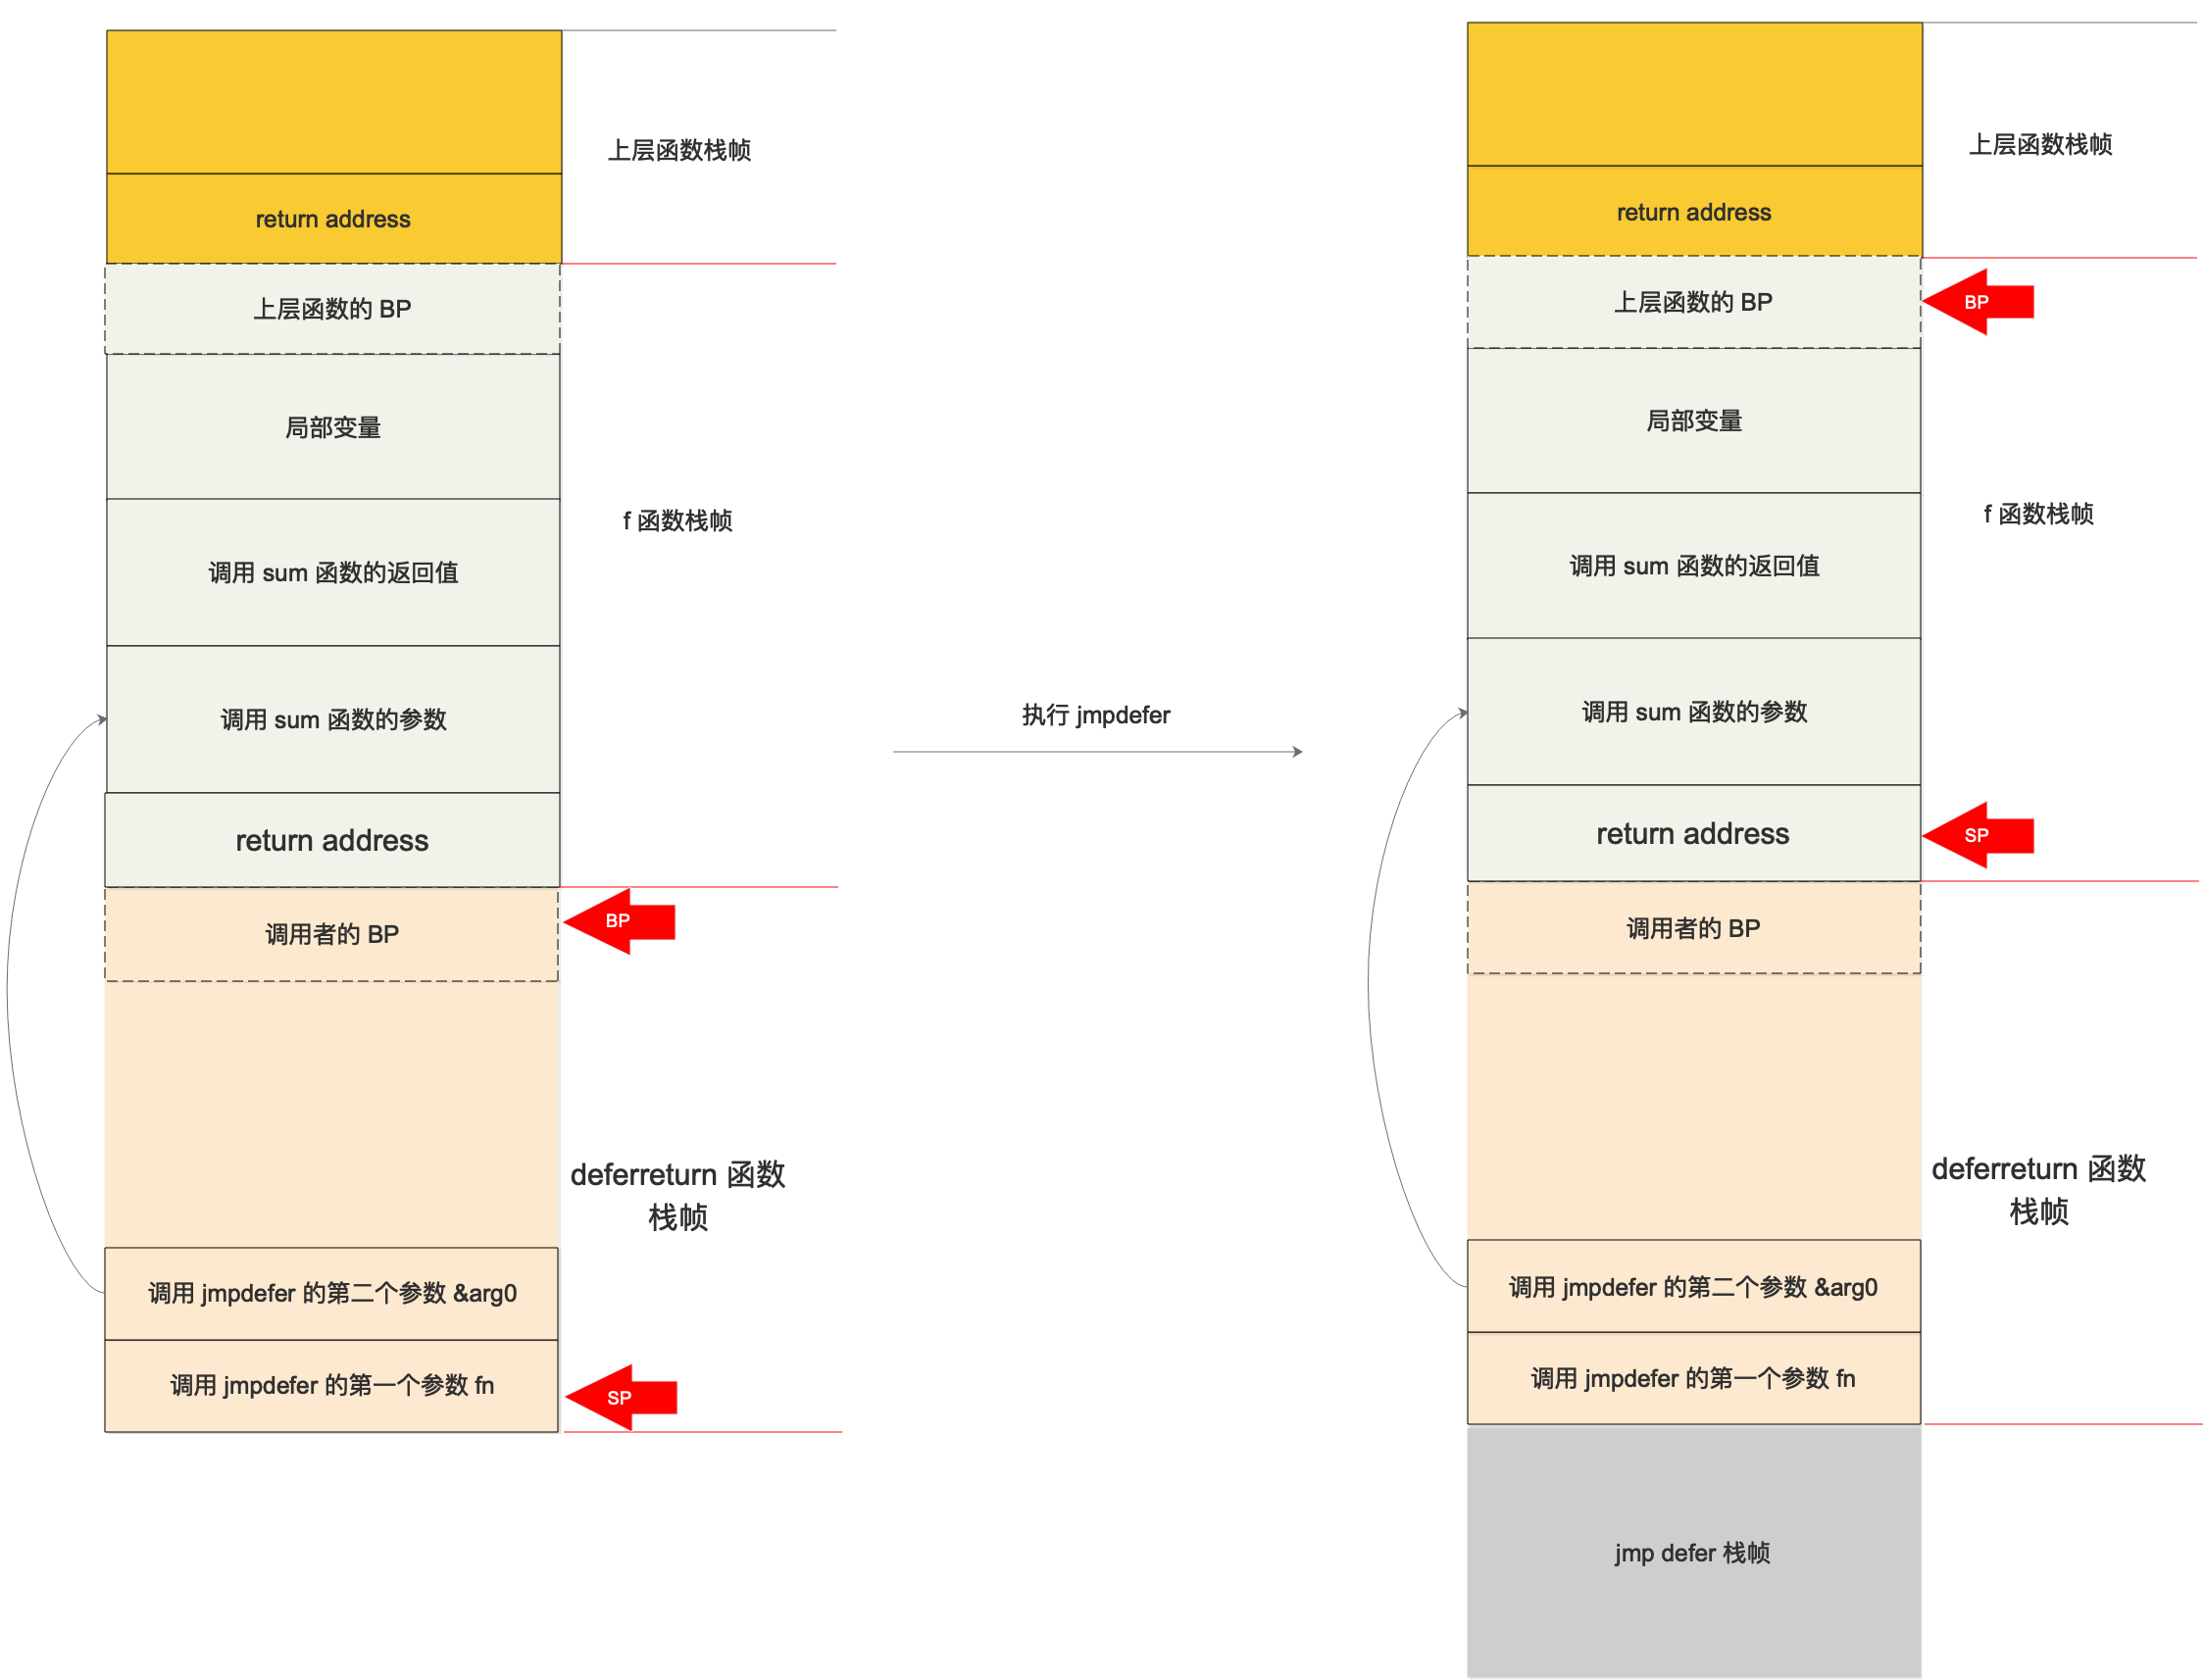 上层函数栈帧
return address
上层函数的 BP
局部变量
f 函数栈帧
调用 sum 函数的返回值
调用 sum 函数的参数
return address
BP
调用者的 BP
deferreturn 函数
栈帧
调用 jmpdefer 的第二个参数 &arg0
调用 jmpdefer 的第一个参数 fn
SP
执行 jmpdefer
上层函数栈帧
return address
上层函数的 BP
BP
局部变量
f 函数栈帧
调用 sum 函数的返回值
调用 sum 函数的参数
return address
SP
调用者的 BP
deferreturn 函数
栈帧
调用 jmpdefer 的第二个参数 &arg0
调用 jmpdefer 的第一个参数 fn
jmp defer 栈帧